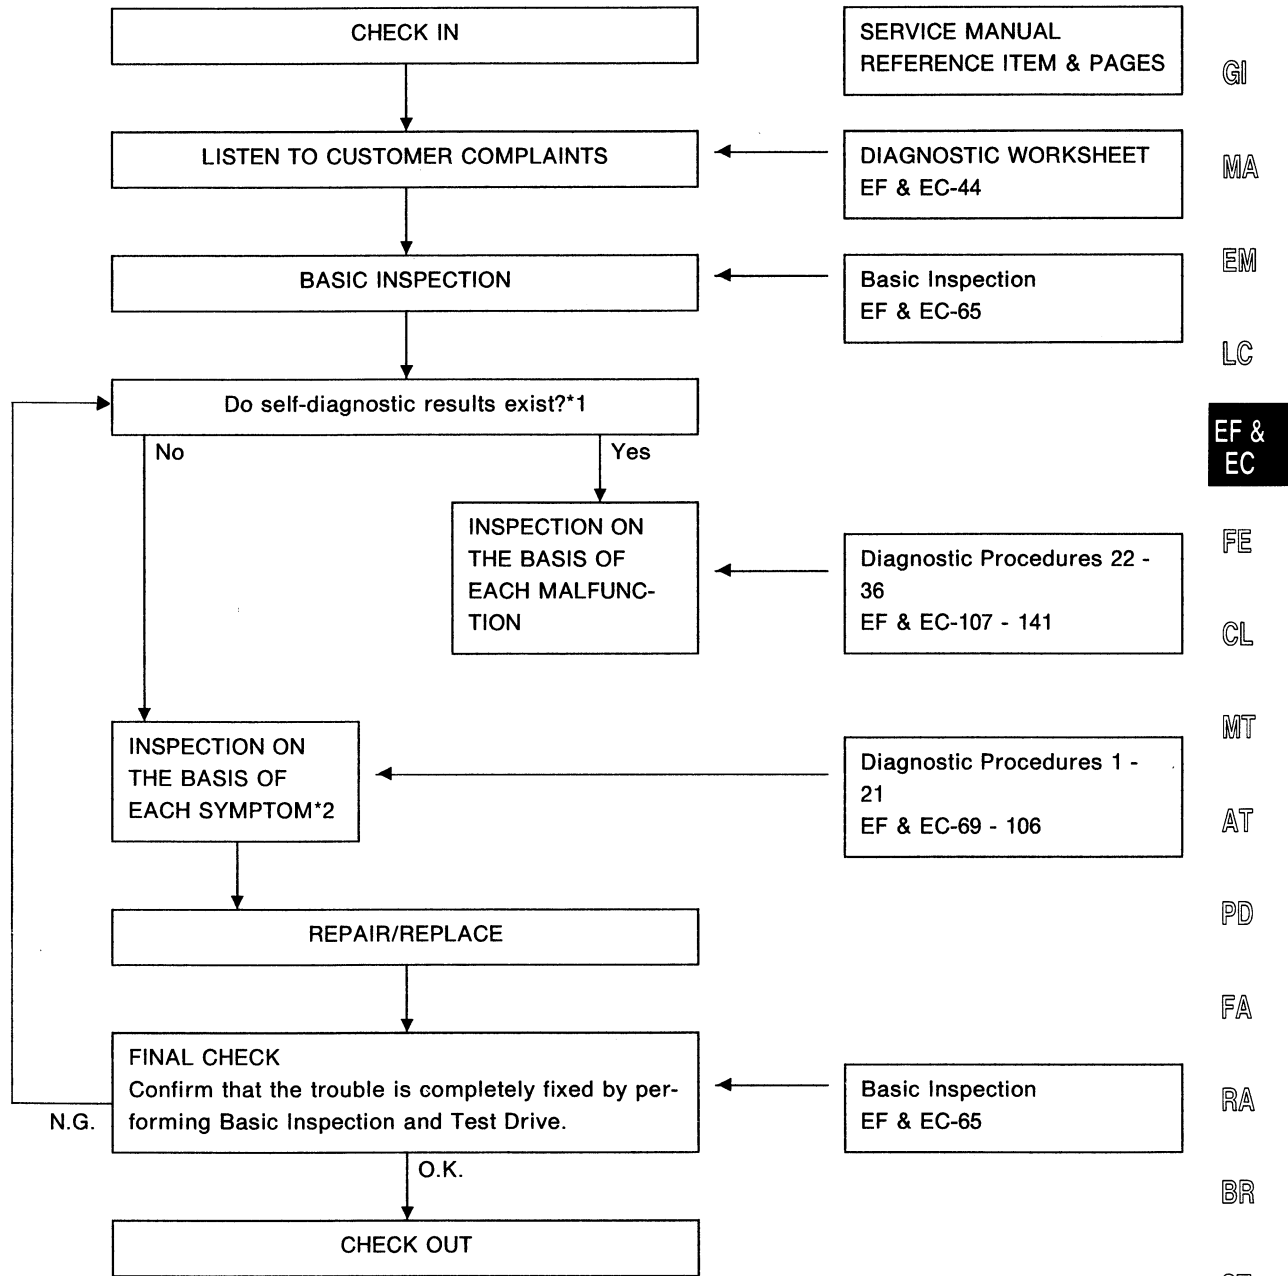 CHECK IN
SERVICE MANUAL
REFERENCE ITEM & PAGES
LISTEN TO CUSTOMER COMPLAINTS
DIAGNOSTIC WORKSHEET
EF & EC-44
BASIC INSPECTION
Basic Inspection
EF & EC-65
Do self-diagnostic results exist?*1
No
Yes
INSPECTION ON
THE BASIS OF
EACH MALFUNC-
TION
Diagnostic Procedures 22 -
36
EF & EC-107 - 141
INSPECTION ON
THE BASIS OF
EACH SYMPTOM*2
Diagnostic Procedures 1 -
21
EF & EC-69 - 106
REPAIR/REPLACE
FINAL CHECK
Confirm that the trouble is completely fixed by per-
forming Basic Inspection and Test Drive.
N.G.
Basic Inspection
EF & EC-65
O.K.
CHECK OUT
GI
MA
EM
LC
EF &
EC
FE
CL
MT
AT
PD
FA
RA
BR